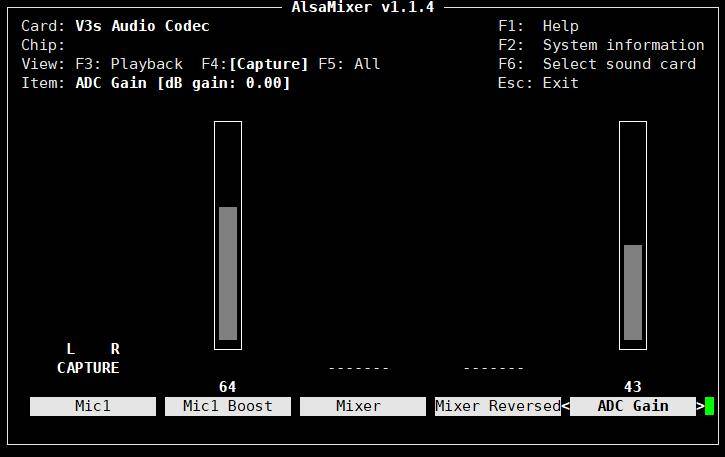 AlsaMixer v1.1.4
Card: V3s Audio Codec F1: Help
Chip: F2: System information
View: F3: Playback F4:[Capture] F5: All F6: Select sound card
Item: ADC Gain [dB gain: 0.00] Esc: Exit
L R
CAPTURE ------- -------
64 43
Mic1 Mic1 Boost Mixer Mixer Reversed< ADC Gain >